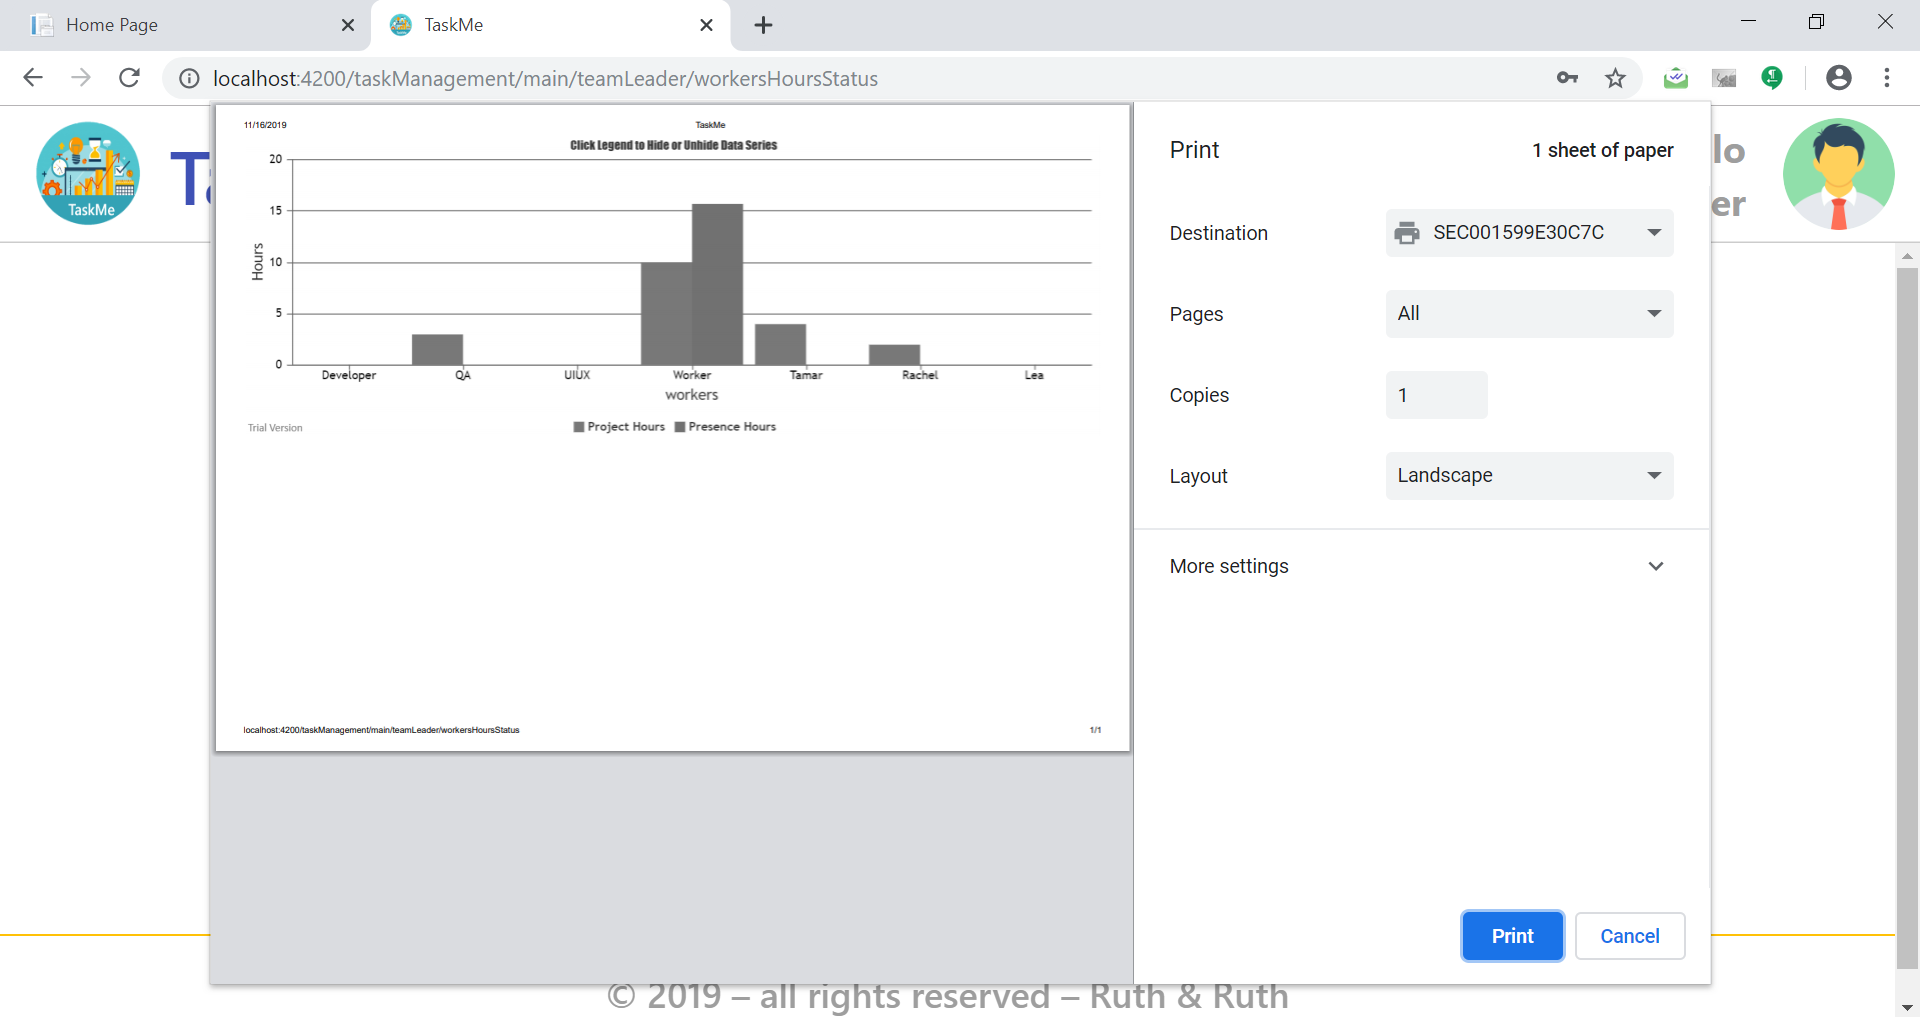 Home Page
TaskMe
localhost:4200/taskManagement/main/teamLeader/workersHoursStatus
TaskMe
lo
er
11/16/2019
TaskMe
Click Legend to Hide or Unhide Data Series
20
15
10
5
0
Hours
Developer QA UIUX Worker Tamar Rachel Lea
workers
Trial Version
Project Hours Presence Hours
localhost:4200/taskManagement/main/teamLeader/workersHoursStatus
1/1
Print
1 sheet of paper
Destination
SEC001599E30C7C
Pages
All
Copies
1
Layout
Landscape
More settings
Print
Cancel
© 2019 – all rights reserved – Ruth & Ruth